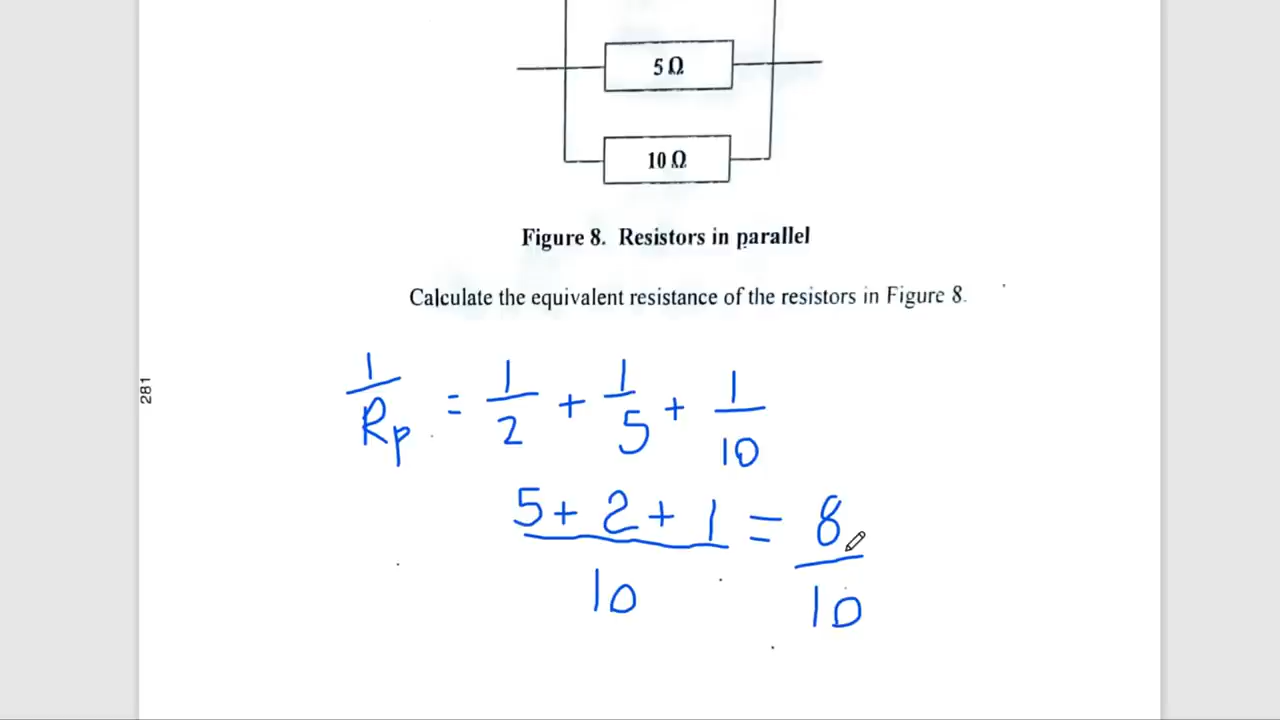 5 Ω
10 Ω
Figure 8. Resistors in parallel
Calculate the equivalent resistance of the resistors in Figure 8.
281
1/Rp = 1/2 + 1/5 + 1/10
5 + 2 + 1/10 = 8/10